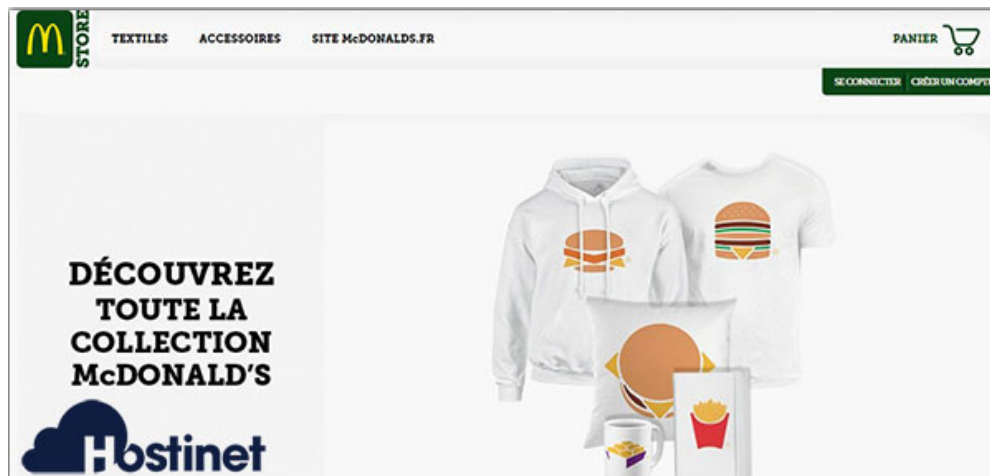 STORE
TEXTILES ACCESSOIRES SITE McDONALDS.FR PANIER
SE CONNECTER CRÉER UN COMPTE
DÉCOUVREZ
TOUTE LA
COLLECTION
McDONALD'S
Hostinet